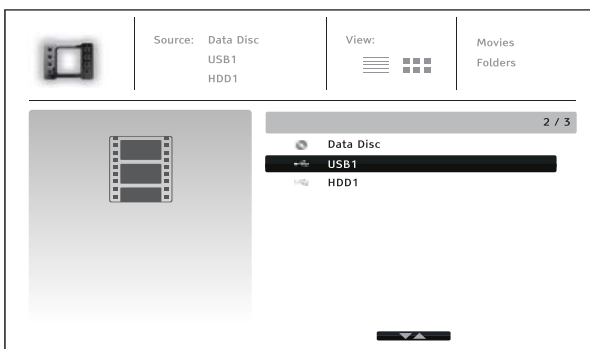 Source: Data Disc
USB1
HDD1
View:
Movies
Folders
2 / 3
Data Disc
USB1
HDD1